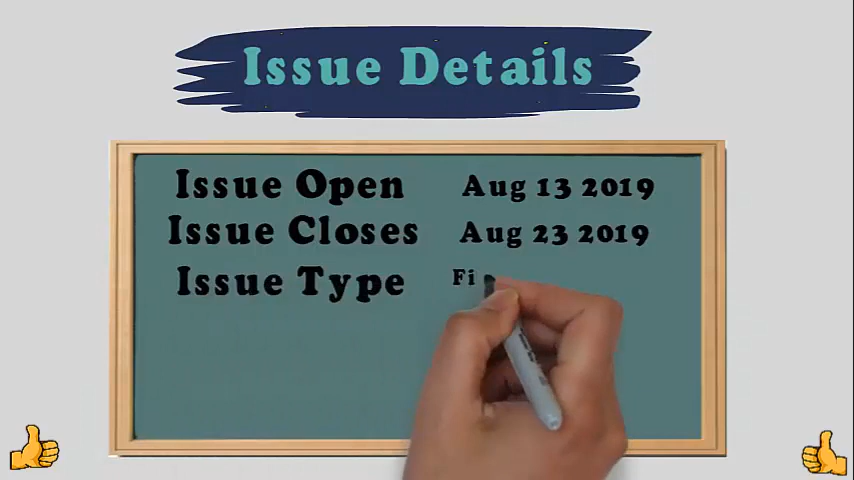 Issue Details
Issue Open Aug 13 2019
Issue Closes Aug 23 2019
Issue Type Fi